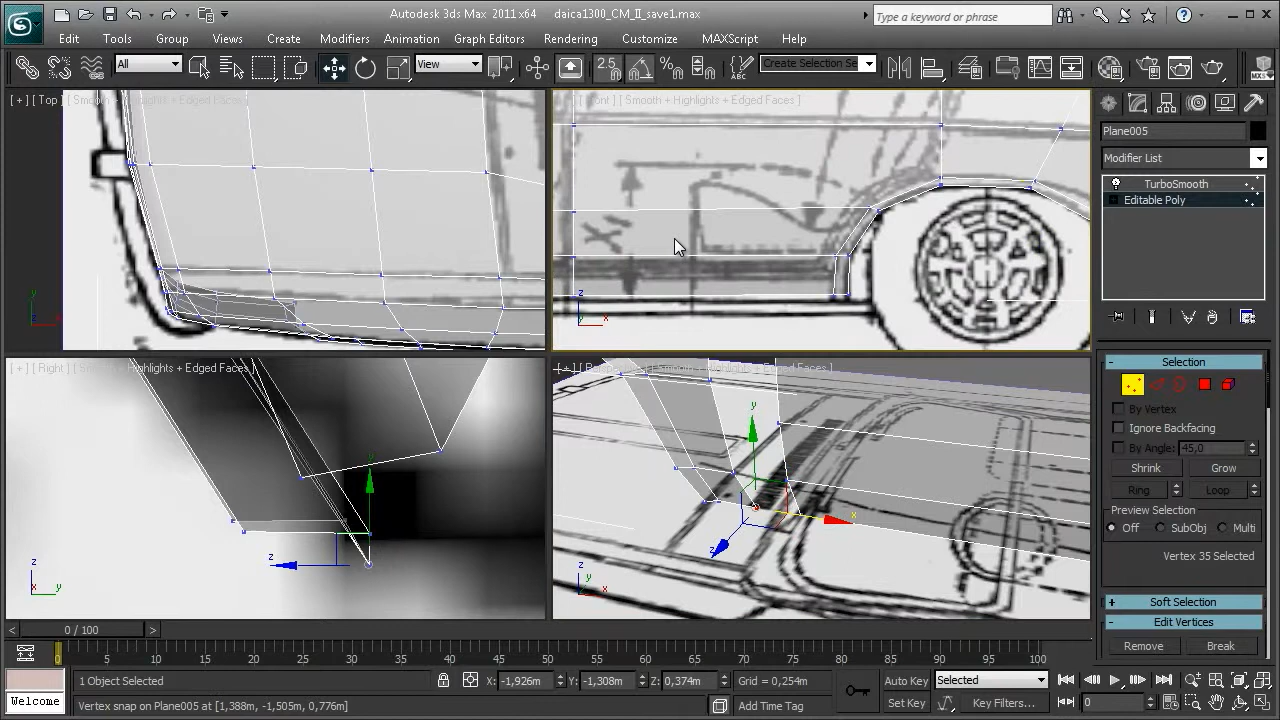 Autodesk 3ds Max 2011 x64 daica1300_CM_II_save1.max
Type a keyword or phrase
Edit Tools Group Views Create Modifiers Animation Graph Editors Rendering Customize MAXScript Help
All View 2.5 Create Selection Se
[ + ] [ Top ] [ Smooth + Highlights + Edged Faces ]
[ Smooth + Highlights + Edged Faces ]
Plane005
Modifier List
TurboSmooth
Editable Poly
[ + ] [ Right ]
Selection
By Vertex
Ignore Backfacing
By Angle: 45,0
Shrink Grow
Ring Loop
Preview Selection
Off SubObj Multi
Vertex 35 Selected
Soft Selection
Edit Vertices
Remove Break
< 0 / 100 >
0 5 10 15 20 25 30 35 40 45 50 55 60 65 70 75 80 85 90 95 100
1 Object Selected X: -1,926m Y: -1,308m Z: 0,374m Grid = 0,254m Auto Key Selected
Welcome Vertex snap on Plane005 at [1,388m, -1,505m, 0,776m] Add Time Tag Set Key Key Filters... 0